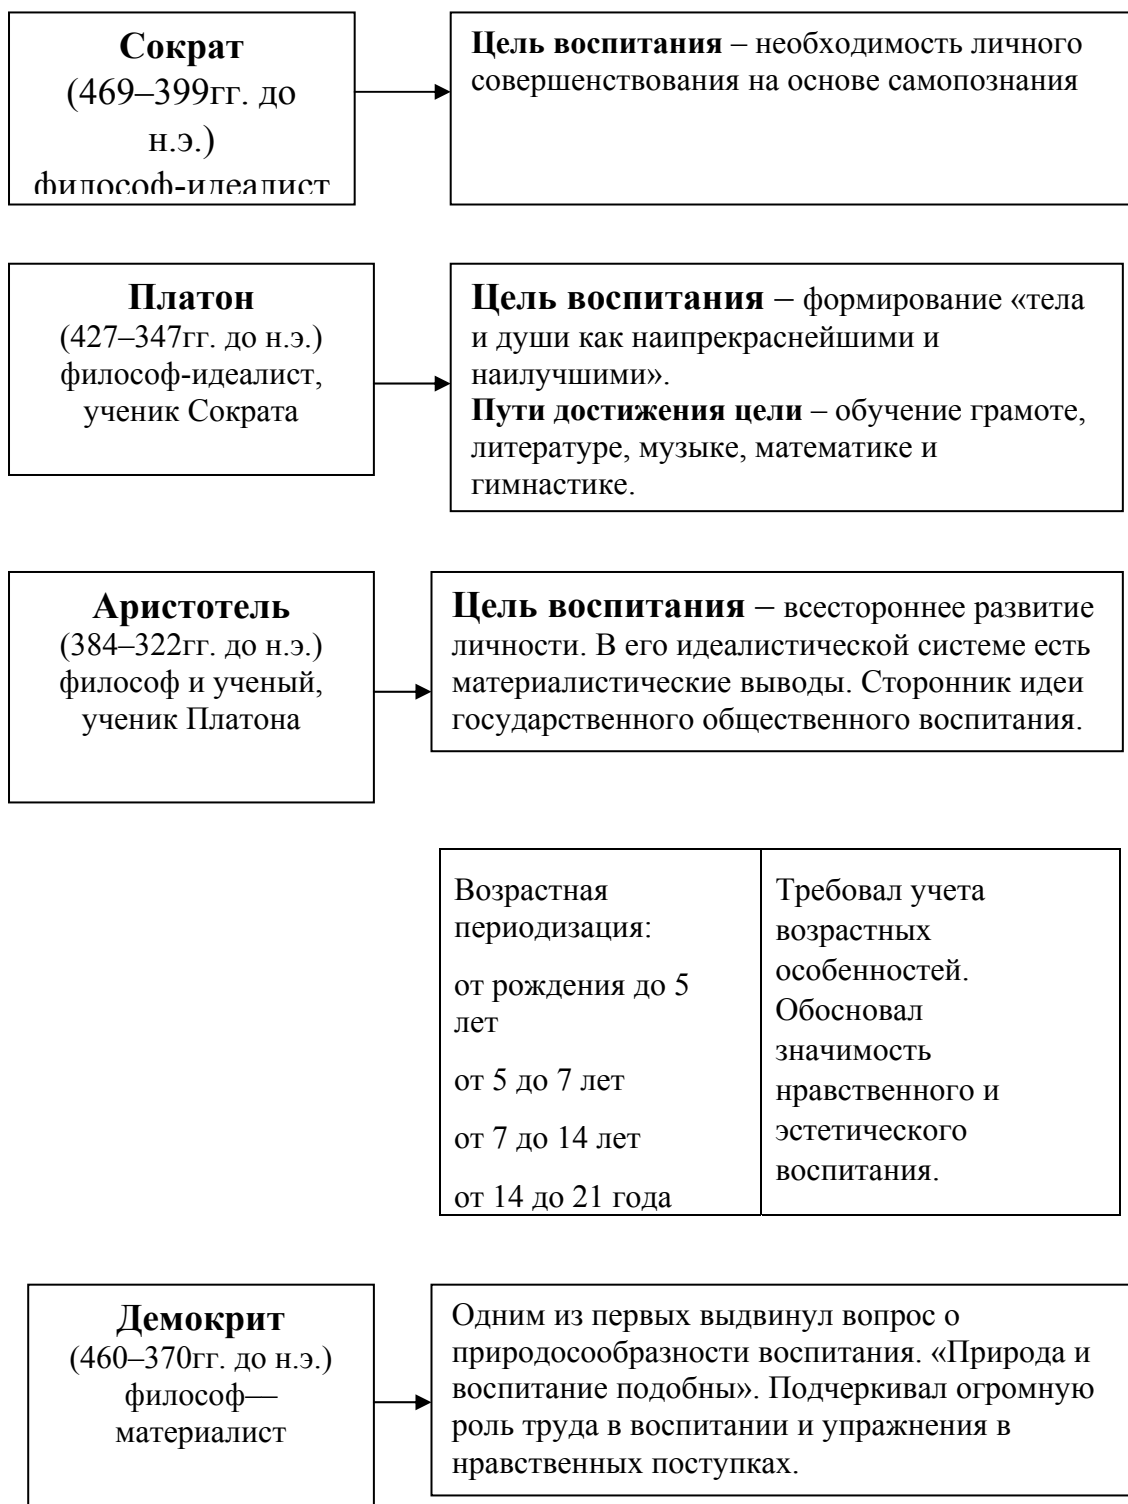 Сократ
(469–399гг. до
н.э.)
философ-идеалист
Цель воспитания – необходимость личного
совершенствования на основе самопознания
Платон
(427–347гг. до н.э.)
философ-идеалист,
ученик Сократа
Цель воспитания – формирование «тела
и души как наипрекраснейшими и
наилучшими».
Пути достижения цели – обучение грамоте,
литературе, музыке, математике и
гимнастике.
Аристотель
(384–322гг. до н.э.)
философ и ученый,
ученик Платона
Цель воспитания – всестороннее развитие
личности. В его идеалистической системе есть
материалистические выводы. Сторонник идеи
государственного общественного воспитания.
Возрастная
периодизация:
от рождения до 5
лет
от 5 до 7 лет
от 7 до 14 лет
от 14 до 21 года
Требовал учета
возрастных
особенностей.
Обосновал
значимость
нравственного и
эстетического
воспитания.
Демокрит
(460–370гг. до н.э.)
философ—
материалист
Одним из первых выдвинул вопрос о
природосообразности воспитания. «Природа и
воспитание подобны». Подчеркивал огромную
роль труда в воспитании и упражнения в
нравственных поступках.